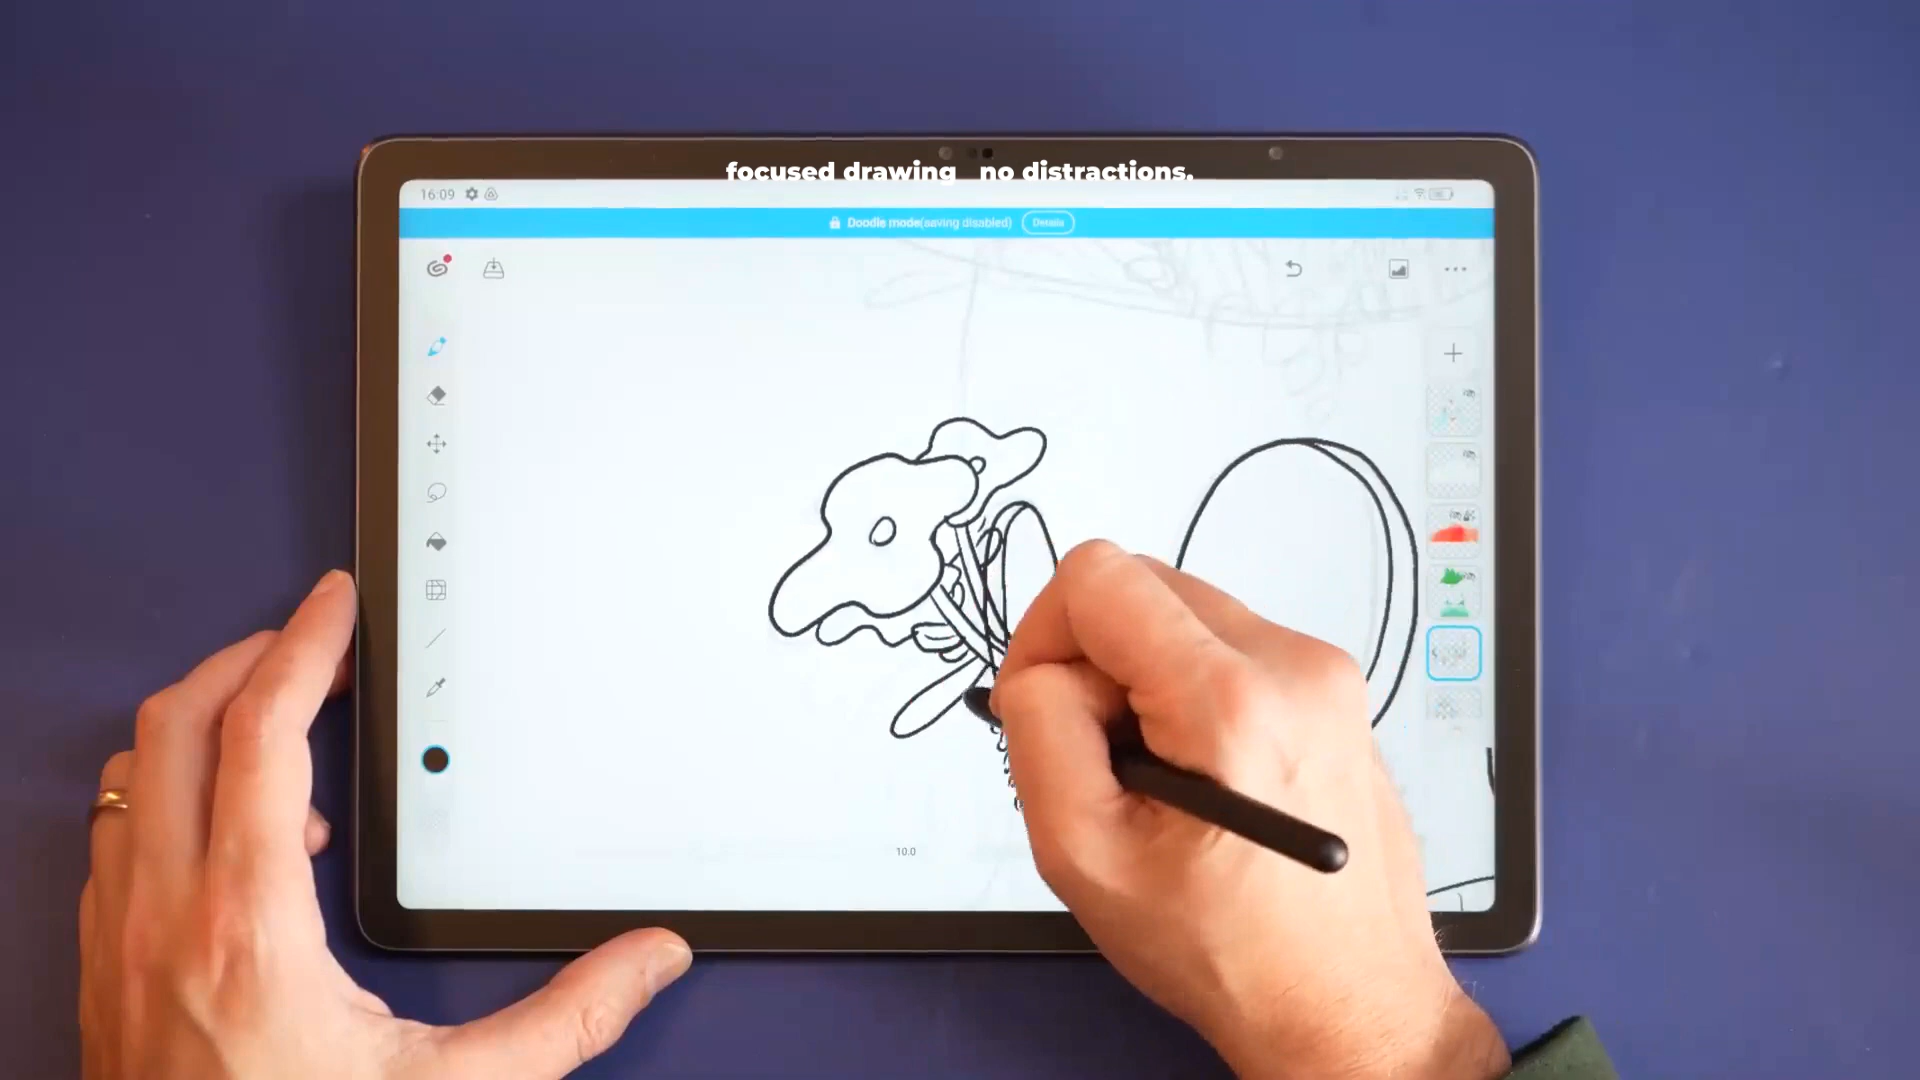 focused drawing no distractions.
16:09
Doodle mode(saving disabled) Details
10.0